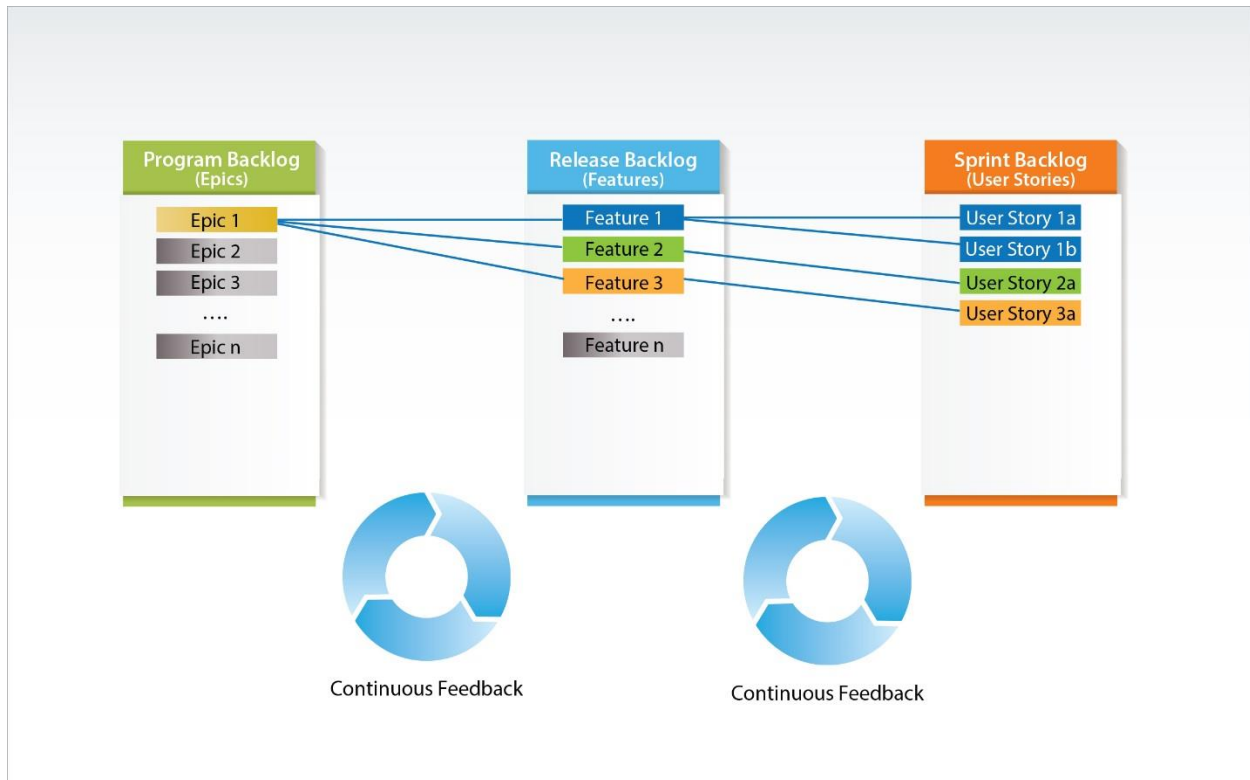 Program Backlog
(Epics)
Epic 1
Epic 2
Epic 3
....
Epic n
Release Backlog
(Features)
Feature 1
Feature 2
Feature 3
....
Feature n
Sprint Backlog
(User Stories)
User Story 1a
User Story 1b
User Story 2a
User Story 3a
Continuous Feedback
Continuous Feedback